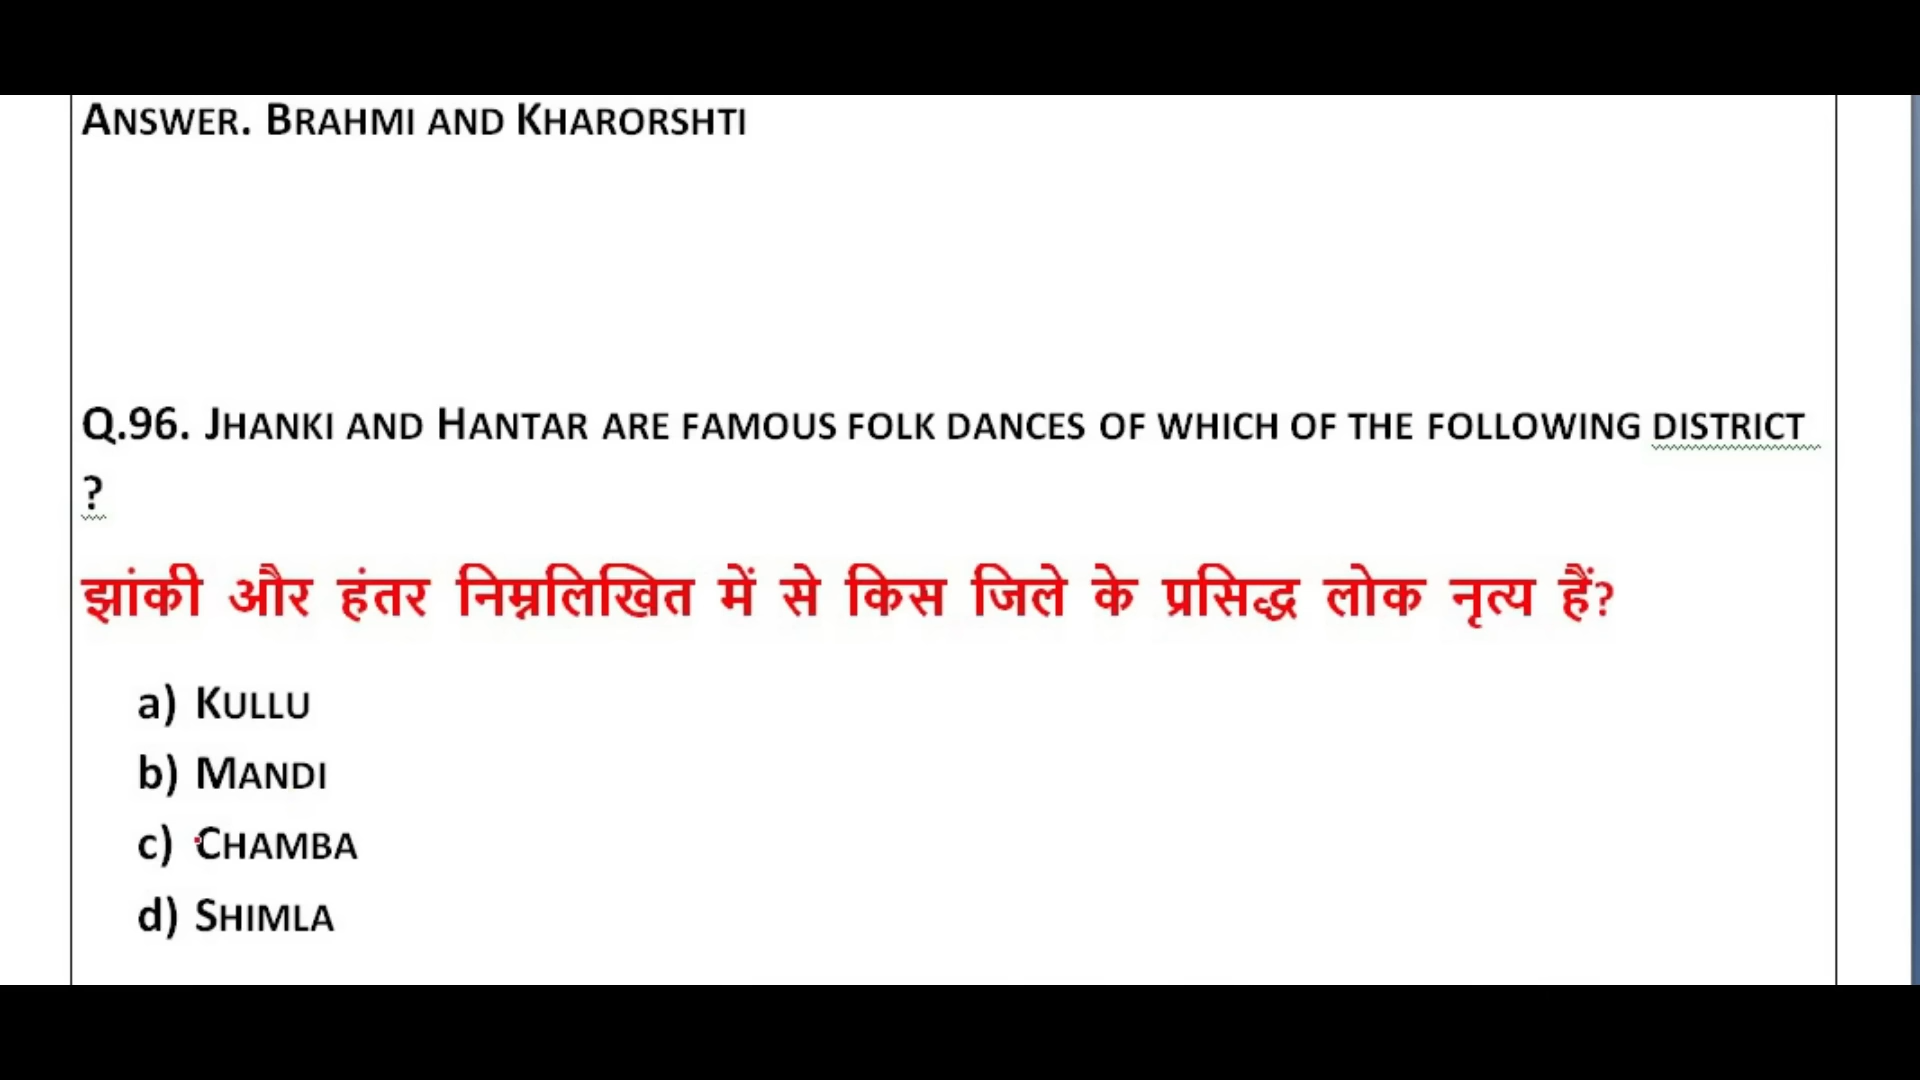 ANSWER. BRAHMI AND KHARORSHTI
Q.96. JHANKI AND HANTAR ARE FAMOUS FOLK DANCES OF WHICH OF THE FOLLOWING DISTRICT
?
झांकी और हंतर निम्नलिखित में से किस जिले के प्रसिद्ध लोक नृत्य हैं?
a) KULLU
b) MANDI
c) CHAMBA
d) SHIMLA